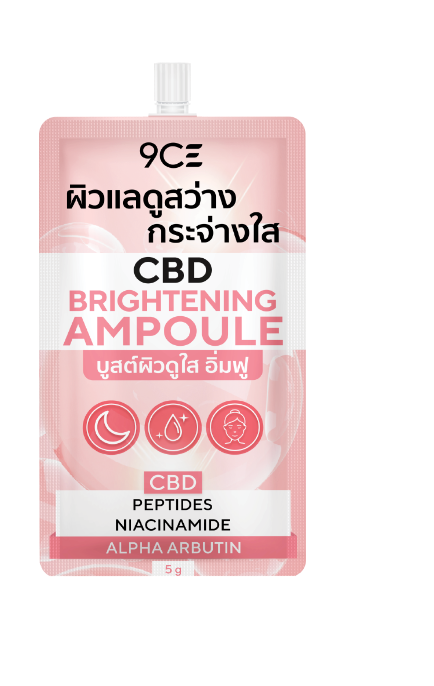 9CE
ผิวแลดูสว่าง
กระจ่างใส
CBD
BRIGHTENING
AMPOULE
บูสต์ผิวดูใส อิ่มฟู
CBD
PEPTIDES
NIACINAMIDE
ALPHA ARBUTIN
5 g